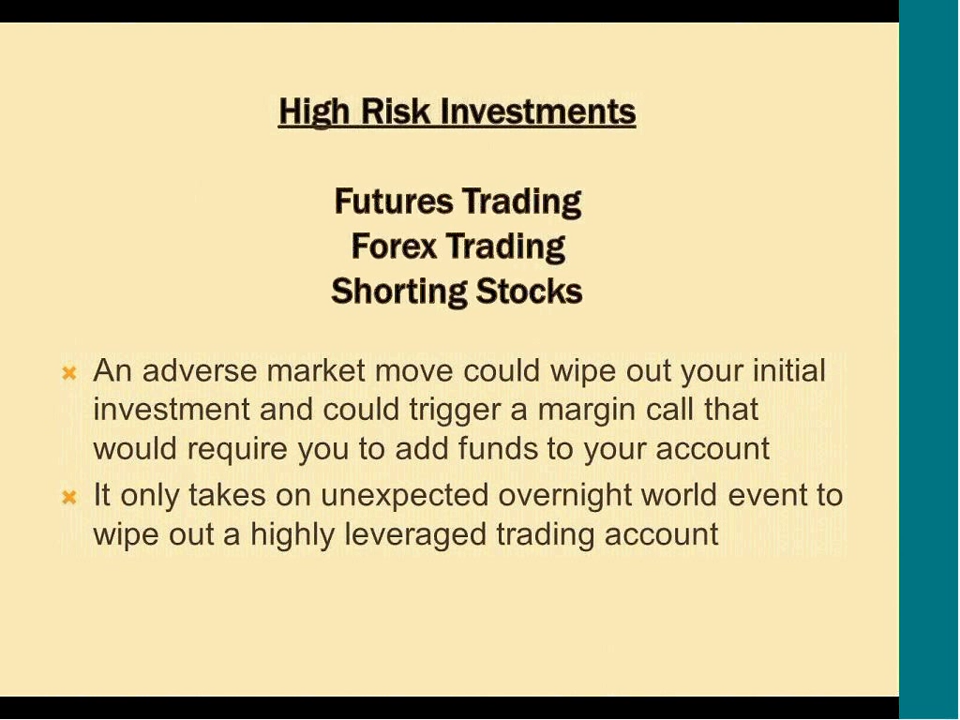 High Risk Investments
Futures Trading
Forex Trading
Shorting Stocks
An adverse market move could wipe out your initial
investment and could trigger a margin call that
would require you to add funds to your account
It only takes on unexpected overnight world event to
wipe out a highly leveraged trading account